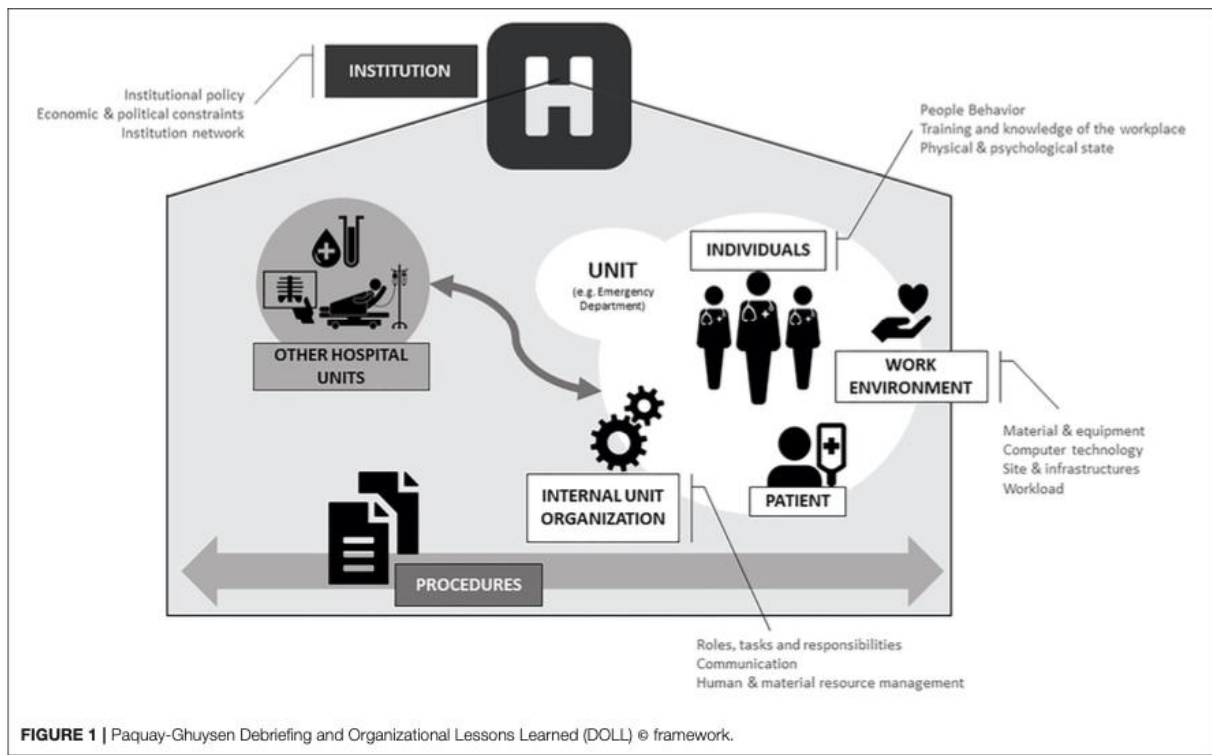 INSTITUTION
H
Institutional policy
Economic & political constraints
Institution network
People Behavior
Training and knowledge of the workplace
Physical & psychological state
INDIVIDUALS
UNIT
(e.g. Emergency
Department)
OTHER HOSPITAL
UNITS
WORK
ENVIRONMENT
Material & equipment
Computer technology
Site & infrastructures
Workload
INTERNAL UNIT
ORGANIZATION
PATIENT
PROCEDURES
Roles, tasks and responsibilities
Communication
Human & material resource management
FIGURE 1 | Paquay-Ghuysen Debriefing and Organizational Lessons Learned (DOLL) © framework.